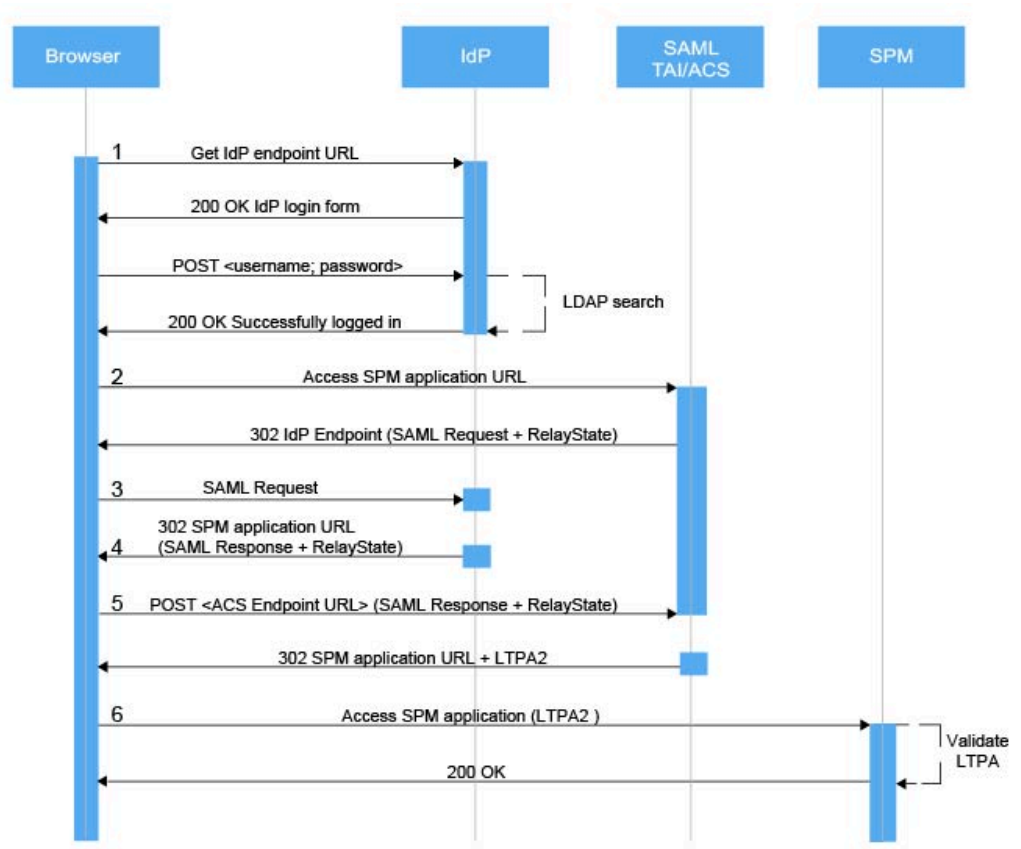 Browser
IdP
SAML
TAI/ACS
SPM
1
Get IdP endpoint URL
200 OK IdP login form
POST <username; password>
LDAP search
200 OK Successfully logged in
2
Access SPM application URL
302 IdP Endpoint (SAML Request + RelayState)
3
SAML Request
302 SPM application URL
4
(SAML Response + RelayState)
5
POST <ACS Endpoint URL> (SAML Response + RelayState)
302 SPM application URL + LTPA2
6
Access SPM application (LTPA2 )
Validate
LTPA
200 OK